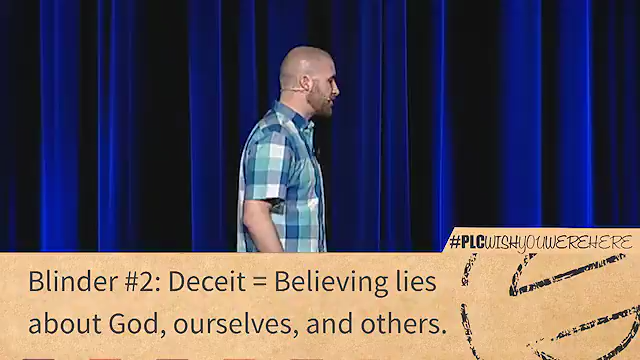 #PLCWISHYOUWEREHERE
Blinder #2: Deceit = Believing lies
about God, ourselves, and others.